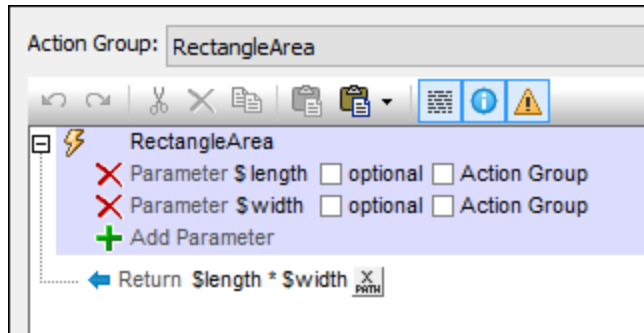 Action Group: RectangleArea
RectangleArea
Parameter $length optional Action Group
Parameter $width optional Action Group
Add Parameter
Return $length * $width X PATH